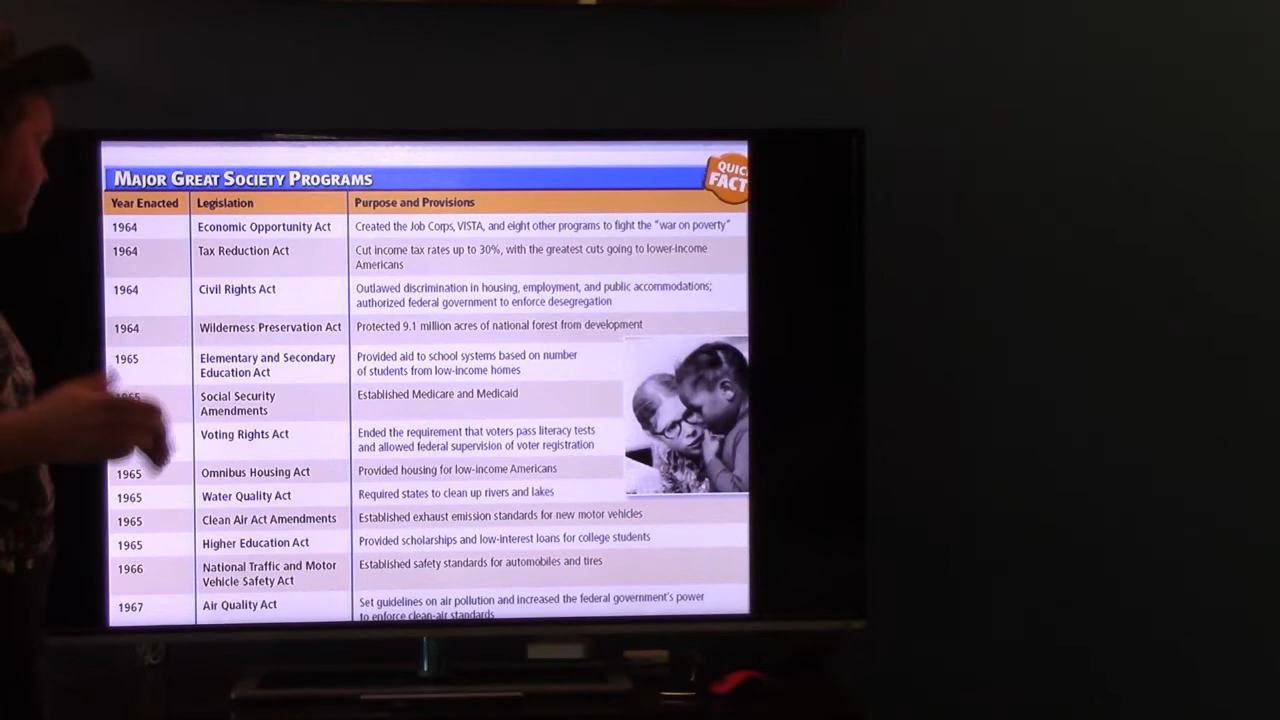 MAJOR GREAT SOCIETY PROGRAMS
QUIC
FACT
Year Enacted Legislation Purpose and Provisions
1964 Economic Opportunity Act Created the Job Corps, VISTA, and eight other programs to fight the “war on poverty”
1964 Tax Reduction Act Cut income tax rates up to 30%, with the greatest cuts going to lower-income
Americans
1964 Civil Rights Act Outlawed discrimination in housing, employment, and public accommodations;
authorized federal government to enforce desegregation
1964 Wilderness Preservation Act Protected 9.1 million acres of national forest from development
1965 Elementary and Secondary Provided aid to school systems based on number
Education Act of students from low-income homes
1965 Social Security Established Medicare and Medicaid
Amendments
Voting Rights Act Ended the requirement that voters pass literacy tests
and allowed federal supervision of voter registration
1965 Omnibus Housing Act Provided housing for low-income Americans
1965 Water Quality Act Required states to clean up rivers and lakes
1965 Clean Air Act Amendments Established exhaust emission standards for new motor vehicles
1965 Higher Education Act Provided scholarships and low-interest loans for college students
1966 National Traffic and Motor Established safety standards for automobiles and tires
Vehicle Safety Act
1967 Air Quality Act Set guidelines on air pollution and increased the federal government's power
to enforce clean-air standards